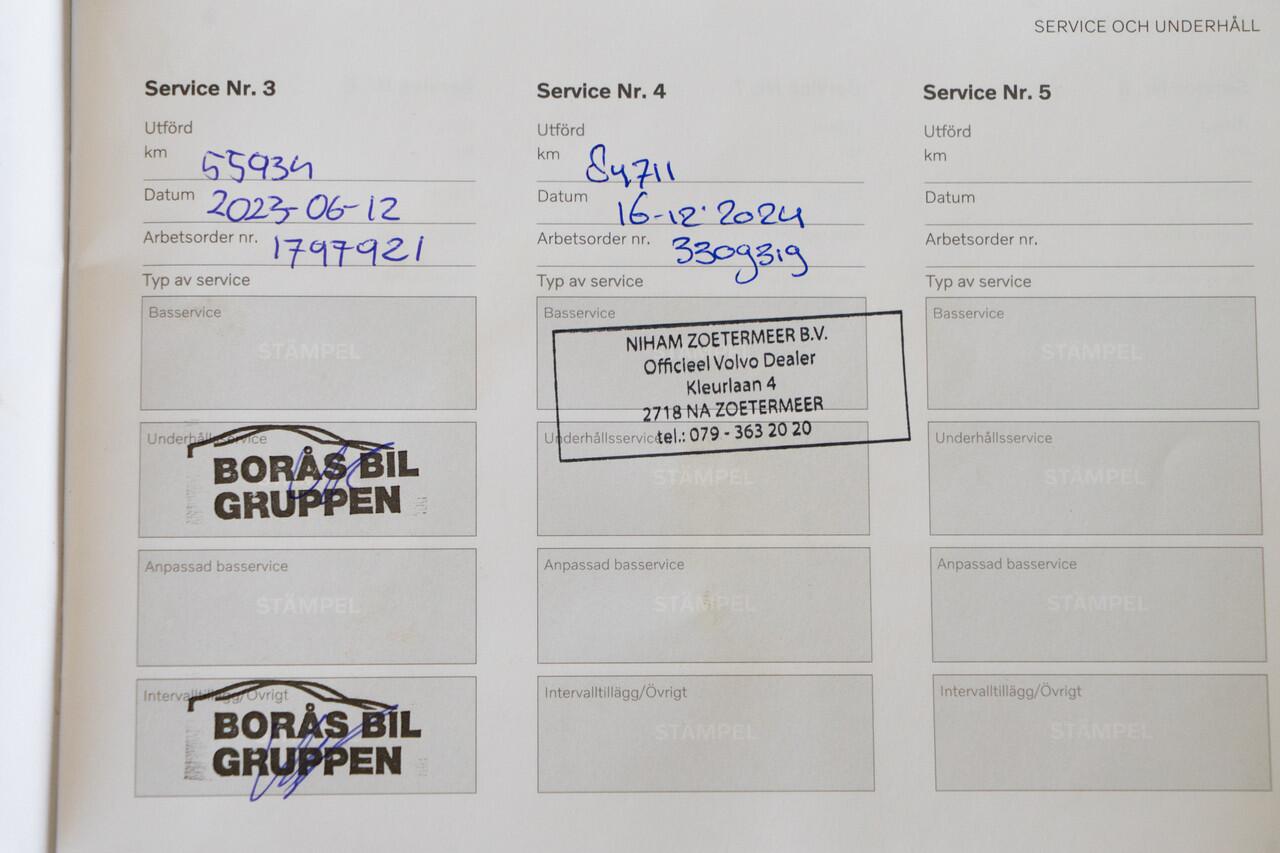 SERVICE OCH UNDERHÅLL
Service Nr. 3
Utförd
km 55934
Datum 2023-06-12
Arbetsorder nr. 1797921
Typ av service
Basservice
STÄMPEL
Underhållsservice
BORÅS BIL
GRUPPEN
Anpassad basservice
STÄMPEL
Intervalltillägg/Övrigt
BORÅS BIL
GRUPPEN
Service Nr. 4
Utförd
km 84711
Datum 16-12-2024
Arbetsorder nr. 3309319
Typ av service
Basservice
NIHAM ZOETERMEER B.V.
Officieel Volvo Dealer
Kleurlaan 4
2718 NA ZOETERMEER
tel.: 079 - 363 20 20
Underhållsservice
STÄMPEL
Anpassad basservice
STÄMPEL
Intervalltillägg/Övrigt
STÄMPEL
Service Nr. 5
Utförd
km
Datum
Arbetsorder nr.
Typ av service
Basservice
STÄMPEL
Underhållsservice
STÄMPEL
Anpassad basservice
STÄMPEL
Intervalltillägg/Övrigt
STÄMPEL